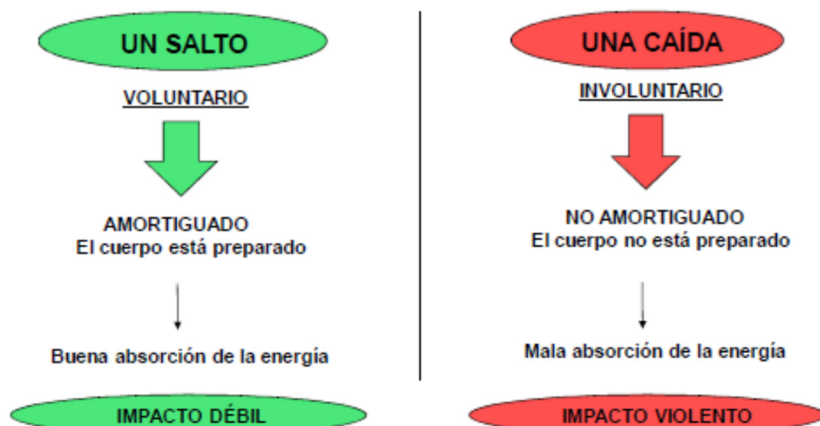 UN SALTO
VOLUNTARIO
AMORTIGUADO
El cuerpo está preparado
Buena absorción de la energía
IMPACTO DÉBIL
UNA CAÍDA
INVOLUNTARIO
NO AMORTIGUADO
El cuerpo no está preparado
Mala absorción de la energía
IMPACTO VIOLENTO